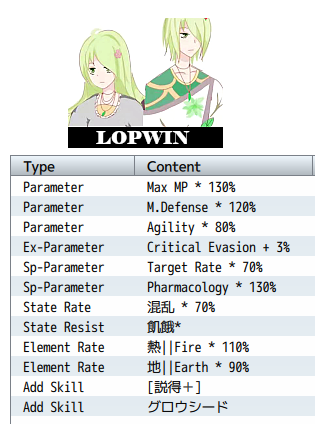 LOPWIN
Type Content
Parameter Max MP * 130%
Parameter M.Defense * 120%
Parameter Agility * 80%
Ex-Parameter Critical Evasion + 3%
Sp-Parameter Target Rate * 70%
Sp-Parameter Pharmacology * 130%
State Rate 混乱 * 70%
State Resist 飢餓*
Element Rate 熱||Fire * 110%
Element Rate 地||Earth * 90%
Add Skill [説得＋]
Add Skill グロウシード